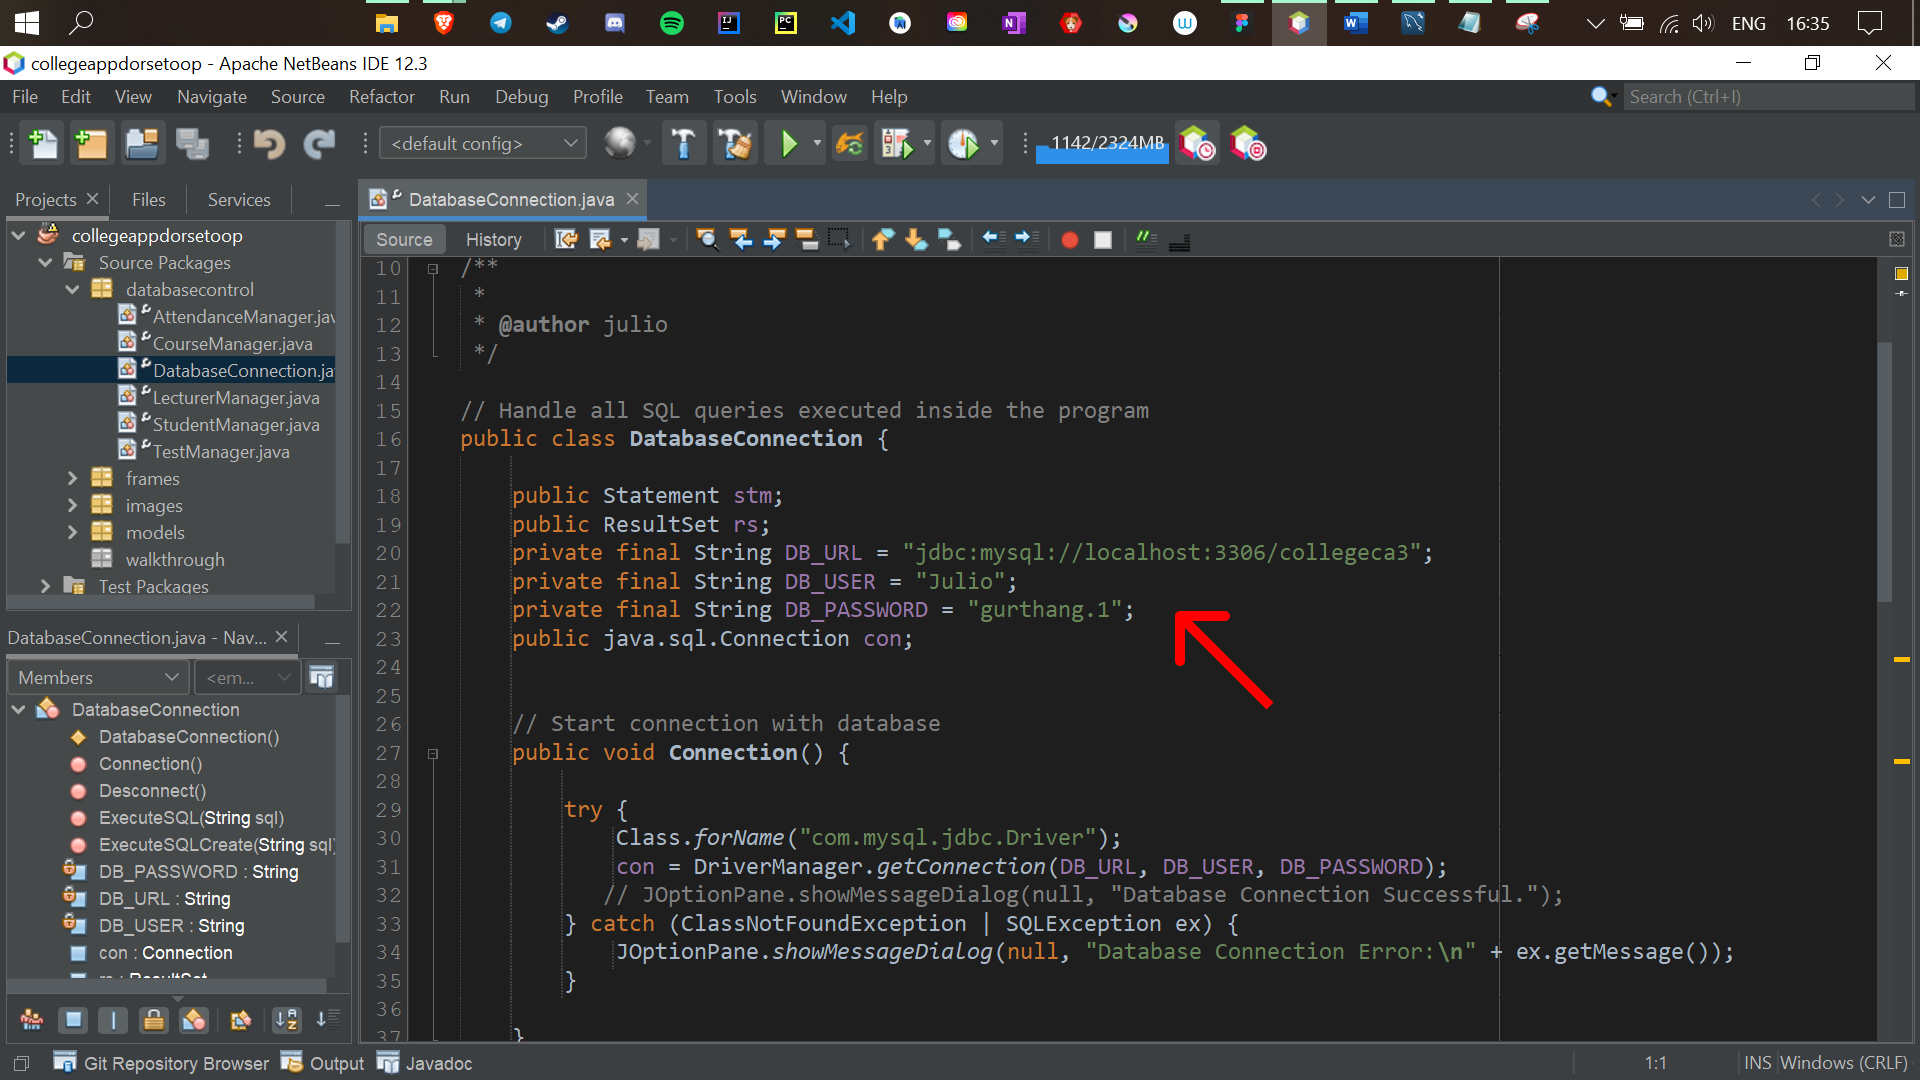 ENG 16:35
collegeappdorsetoop - Apache NetBeans IDE 12.3
File Edit View Navigate Source Refactor Run Debug Profile Team Tools Window Help Search (Ctrl+I)
<default config> 1142/2324MB
Projects Files Services
DatabaseConnection.java
Source History
collegeappdorsetoop
Source Packages
databasecontrol
AttendanceManager.jav
CourseManager.java
DatabaseConnection.ja
LecturerManager.java
StudentManager.java
TestManager.java
frames
images
models
walkthrough
Test Packages
DatabaseConnection.java - Nav...
Members <em...
DatabaseConnection
DatabaseConnection()
Connection()
Desconnect()
ExecuteSQL(String sql)
ExecuteSQLCreate(String sql)
DB_PASSWORD : String
DB_URL : String
DB_USER : String
con : Connection
rs : ResultSet
10 /**
11 *
12 * @author julio
13 */
14
15 // Handle all SQL queries executed inside the program
16 public class DatabaseConnection {
17
18 public Statement stm;
19 public ResultSet rs;
20 private final String DB_URL = "jdbc:mysql://localhost:3306/collegeca3";
21 private final String DB_USER = "Julio";
22 private final String DB_PASSWORD = "gurthang.1";
23 public java.sql.Connection con;
24
25
26 // Start connection with database
27 public void Connection() {
28
29 try {
30 Class.forName("com.mysql.jdbc.Driver");
31 con = DriverManager.getConnection(DB_URL, DB_USER, DB_PASSWORD);
32 // JOptionPane.showMessageDialog(null, "Database Connection Successful.");
33 } catch (ClassNotFoundException | SQLException ex) {
34 JOptionPane.showMessageDialog(null, "Database Connection Error:\n" + ex.getMessage());
35 }
36
37 }
Git Repository Browser Output Javadoc
1:1 INS Windows (CRLF)